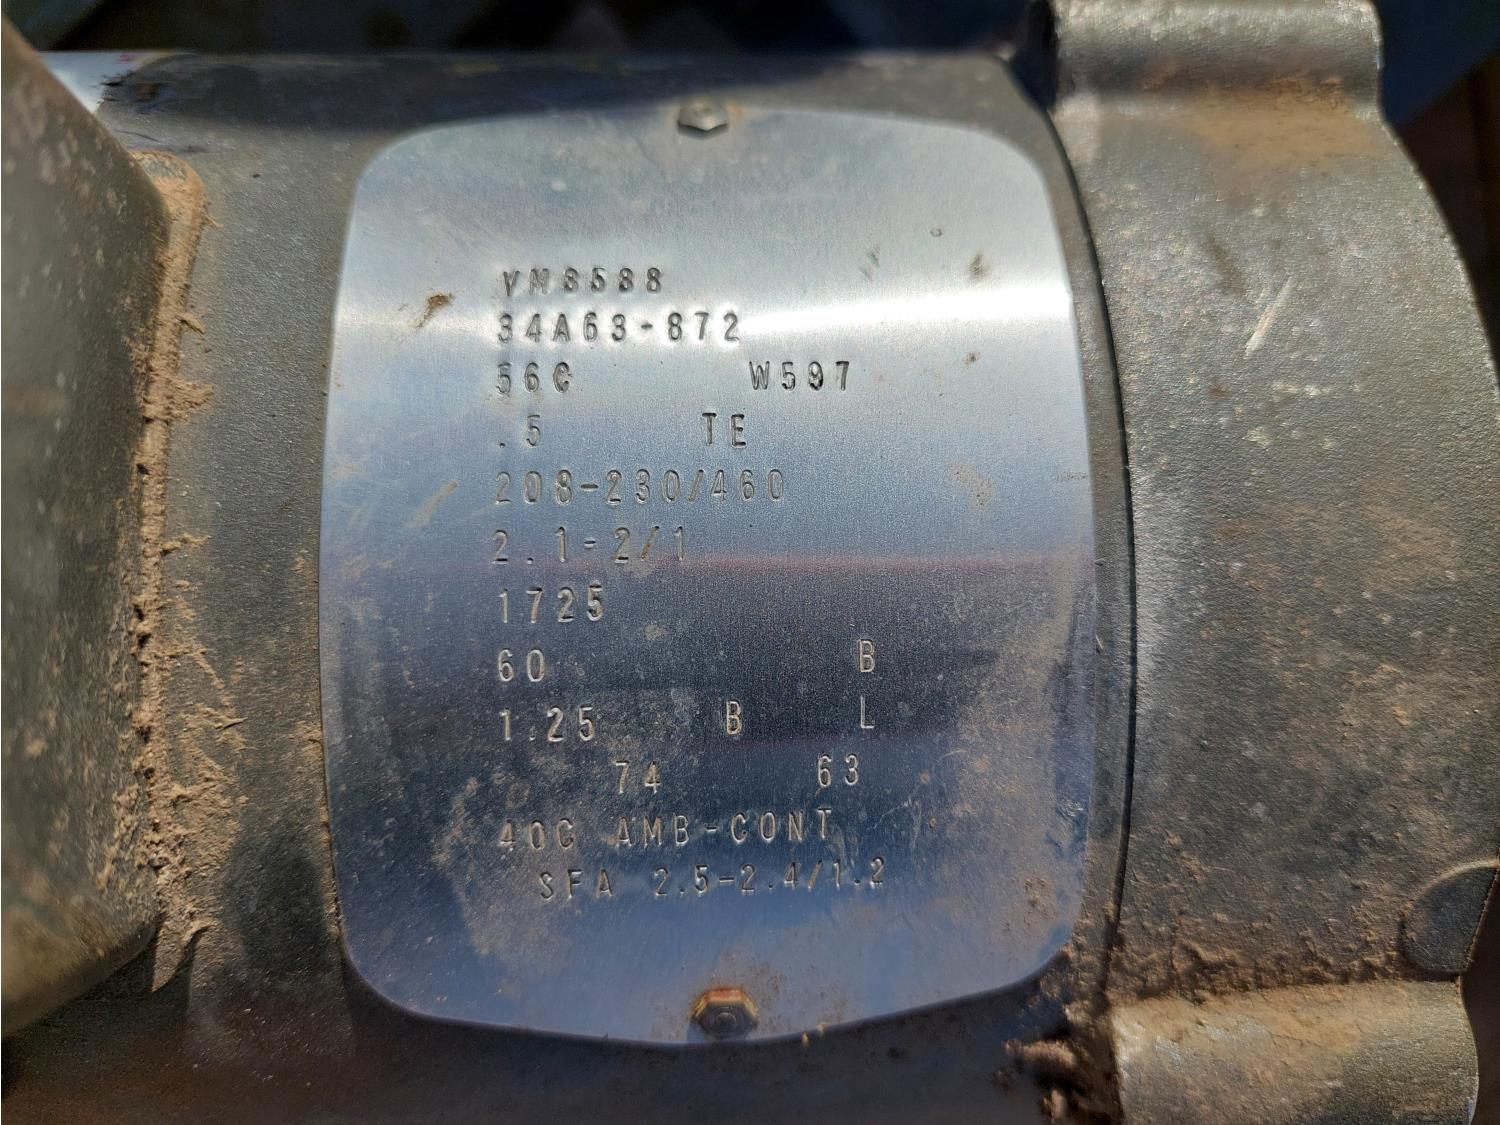 VM8538
34A63-872
56C W597
.5 TE
208-230/460
2.1-2/1
1725
60 B
1.25 B L
74 63
40C AMB-CONT
SFA 2.5-2.4/1.2